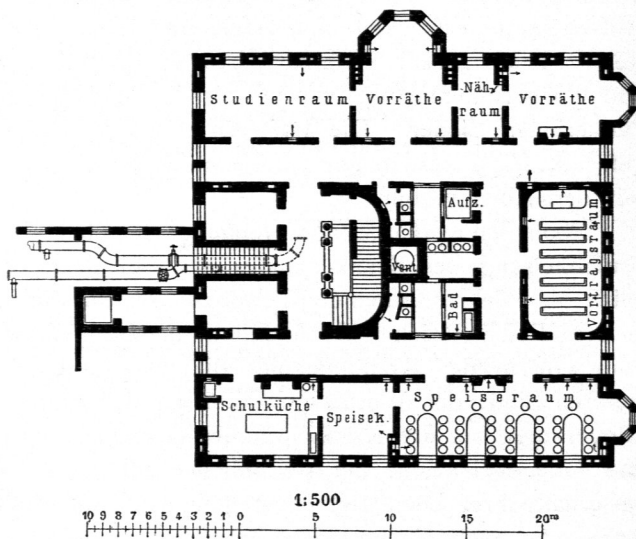 Studienraum
Vorräthe
Näh-
raum
Vorräthe
Aufz.
Vent.
Bad
Vortragsraum
Schulküche
Speisek.
Speiseraum
1:500
10 9 8 7 6 5 4 3 2 1 0 5 10 15 20m